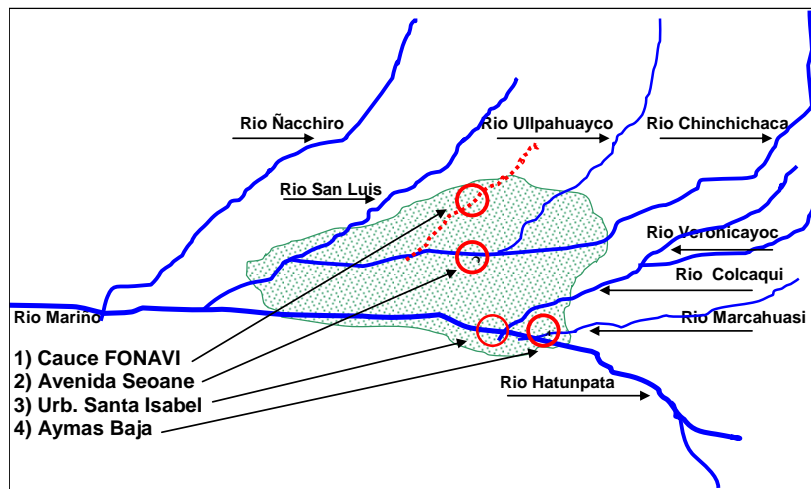 Rio Ñacchiro
Rio Ullpahuayco
Rio Chinchichaca
Rio San Luis
Rio Veronicayoc
Rio Colcaqui
Rio Marino
Rio Marcahuasi
1) Cauce FONAVI
2) Avenida Seoane
3) Urb. Santa Isabel
4) Aymas Baja
Rio Hatunpata